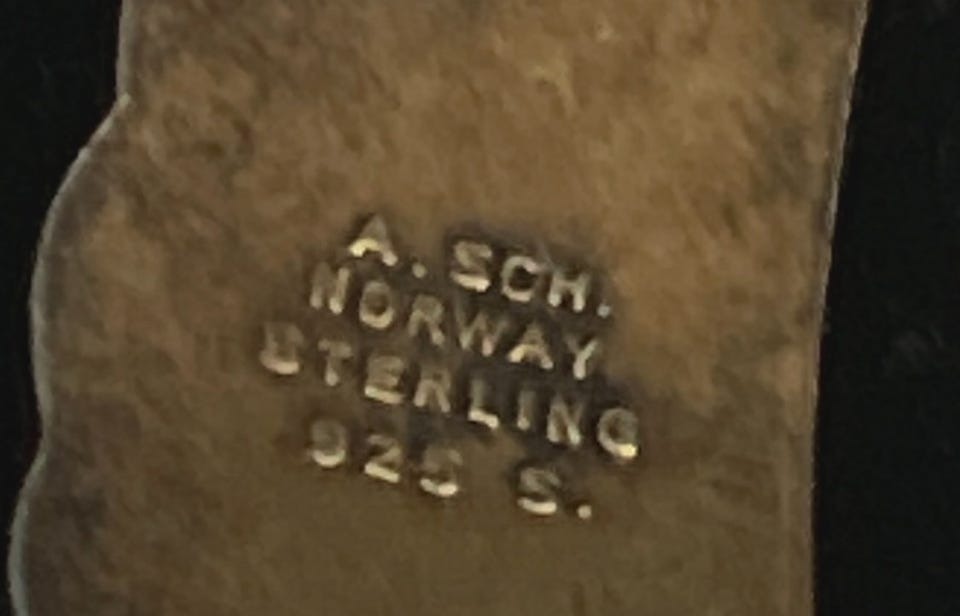 A. SCH.
NORWAY
STERLING
925 S.